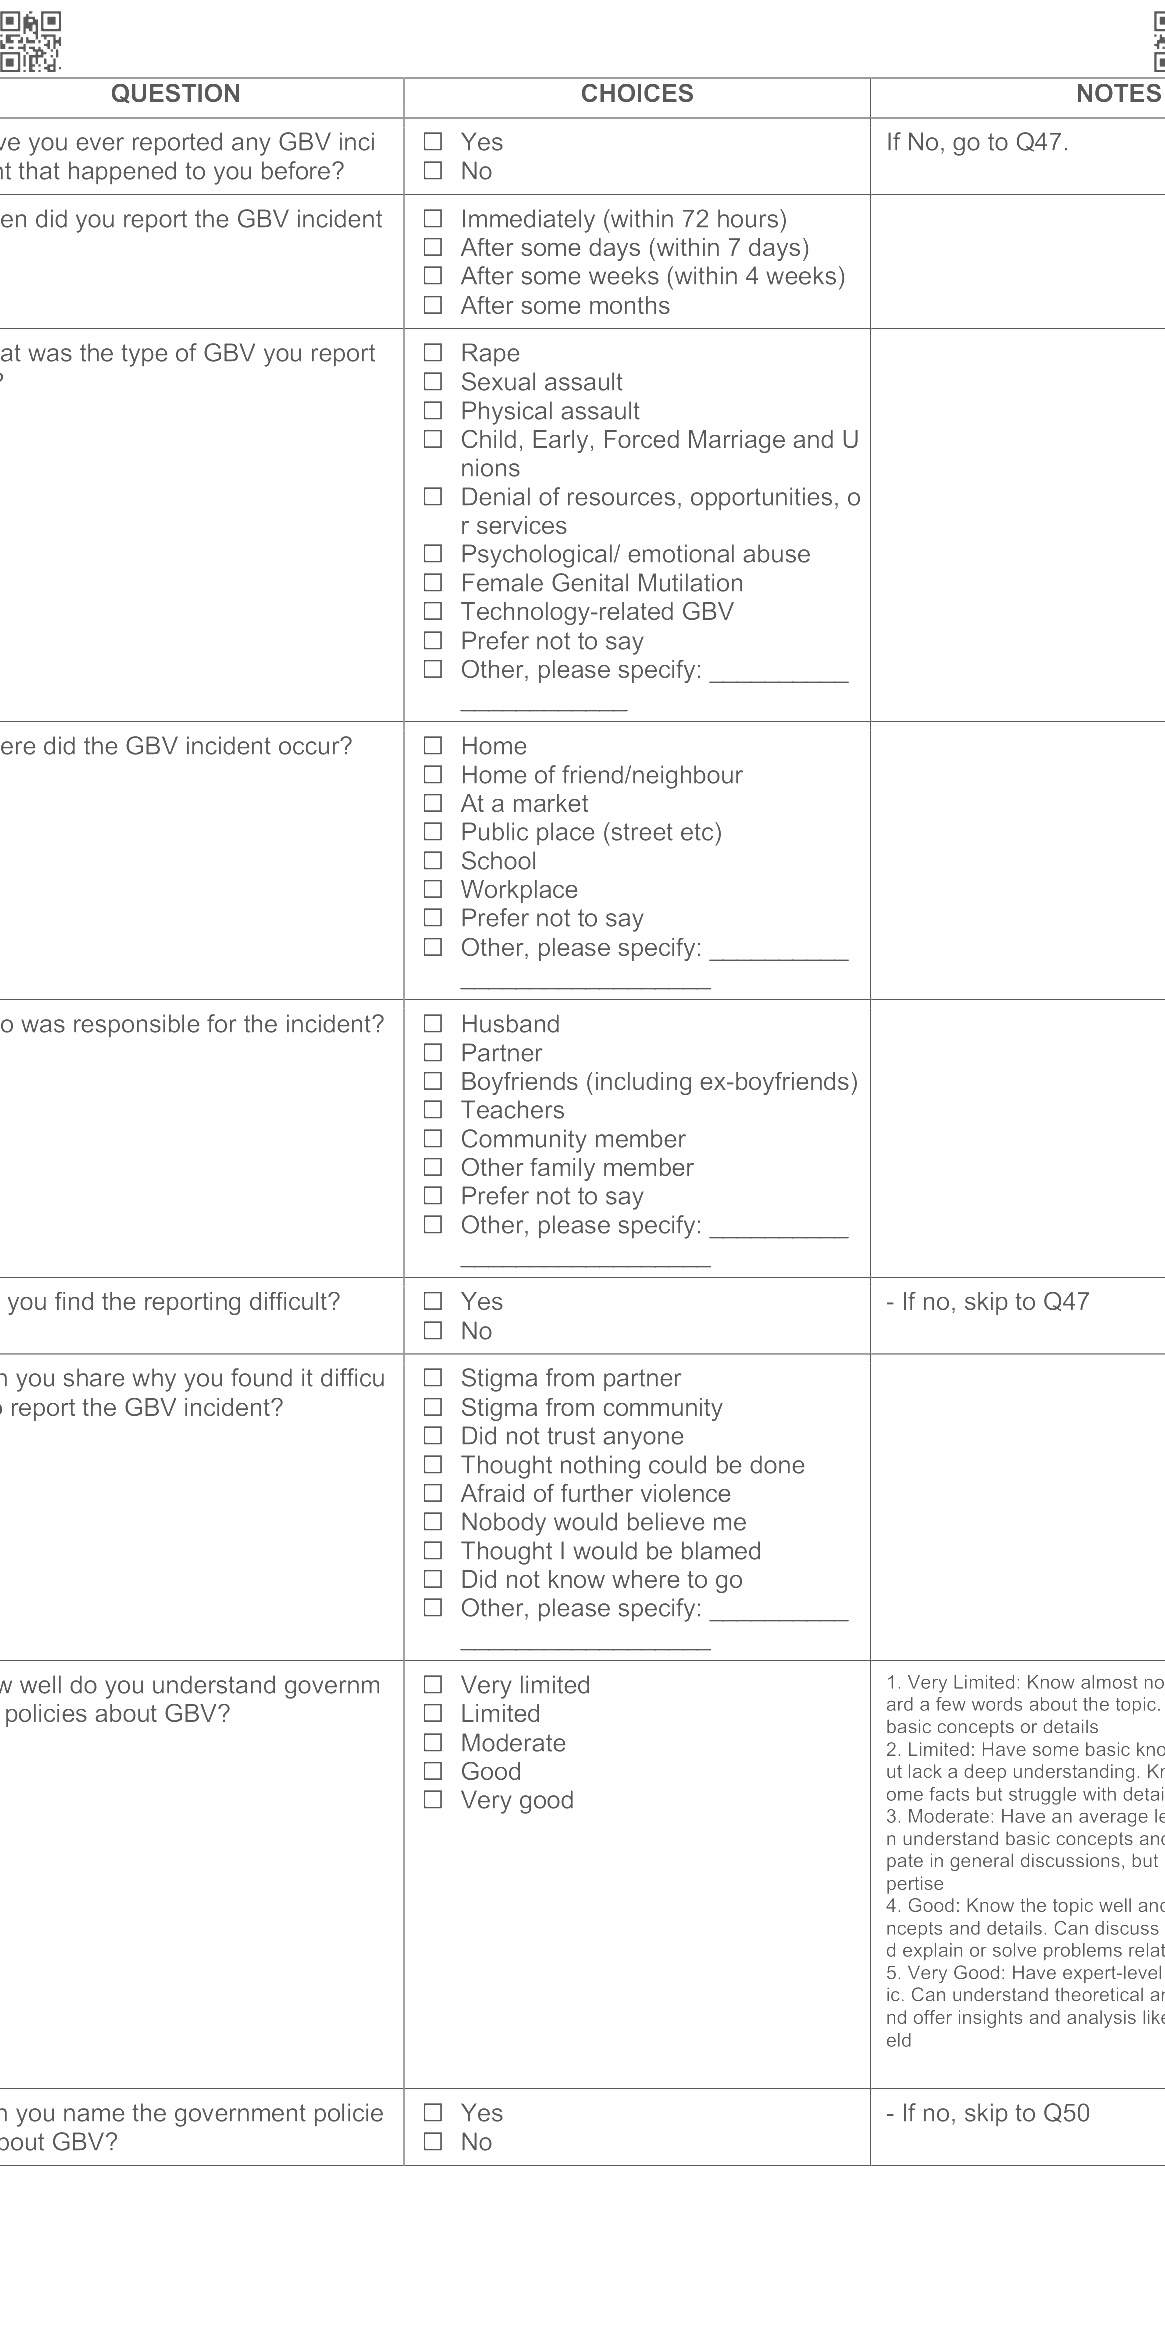 QUESTION CHOICES NOTES
ve you ever reported any GBV inci
nt that happened to you before?
☐ Yes
☐ No
If No, go to Q47.
en did you report the GBV incident
☐ Immediately (within 72 hours)
☐ After some days (within 7 days)
☐ After some weeks (within 4 weeks)
☐ After some months
at was the type of GBV you report
?
☐ Rape
☐ Sexual assault
☐ Physical assault
☐ Child, Early, Forced Marriage and U
nions
☐ Denial of resources, opportunities, o
r services
☐ Psychological/ emotional abuse
☐ Female Genital Mutilation
☐ Technology-related GBV
☐ Prefer not to say
☐ Other, please specify: __________
____________
ere did the GBV incident occur?
☐ Home
☐ Home of friend/neighbour
☐ At a market
☐ Public place (street etc)
☐ School
☐ Workplace
☐ Prefer not to say
☐ Other, please specify: __________
__________________
o was responsible for the incident?
☐ Husband
☐ Partner
☐ Boyfriends (including ex-boyfriends)
☐ Teachers
☐ Community member
☐ Other family member
☐ Prefer not to say
☐ Other, please specify: __________
__________________
you find the reporting difficult?
☐ Yes
☐ No
- If no, skip to Q47
n you share why you found it difficu
o report the GBV incident?
☐ Stigma from partner
☐ Stigma from community
☐ Did not trust anyone
☐ Thought nothing could be done
☐ Afraid of further violence
☐ Nobody would believe me
☐ Thought I would be blamed
☐ Did not know where to go
☐ Other, please specify: __________
__________________
w well do you understand governm
policies about GBV?
☐ Very limited
☐ Limited
☐ Moderate
☐ Good
☐ Very good
1. Very Limited: Know almost no
ard a few words about the topic.
basic concepts or details
2. Limited: Have some basic kno
ut lack a deep understanding. Kn
ome facts but struggle with detai
3. Moderate: Have an average le
n understand basic concepts and
pate in general discussions, but
pertise
4. Good: Know the topic well and
ncepts and details. Can discuss
d explain or solve problems relat
5. Very Good: Have expert-level
ic. Can understand theoretical an
nd offer insights and analysis like
eld
n you name the government policie
bout GBV?
☐ Yes
☐ No
- If no, skip to Q50